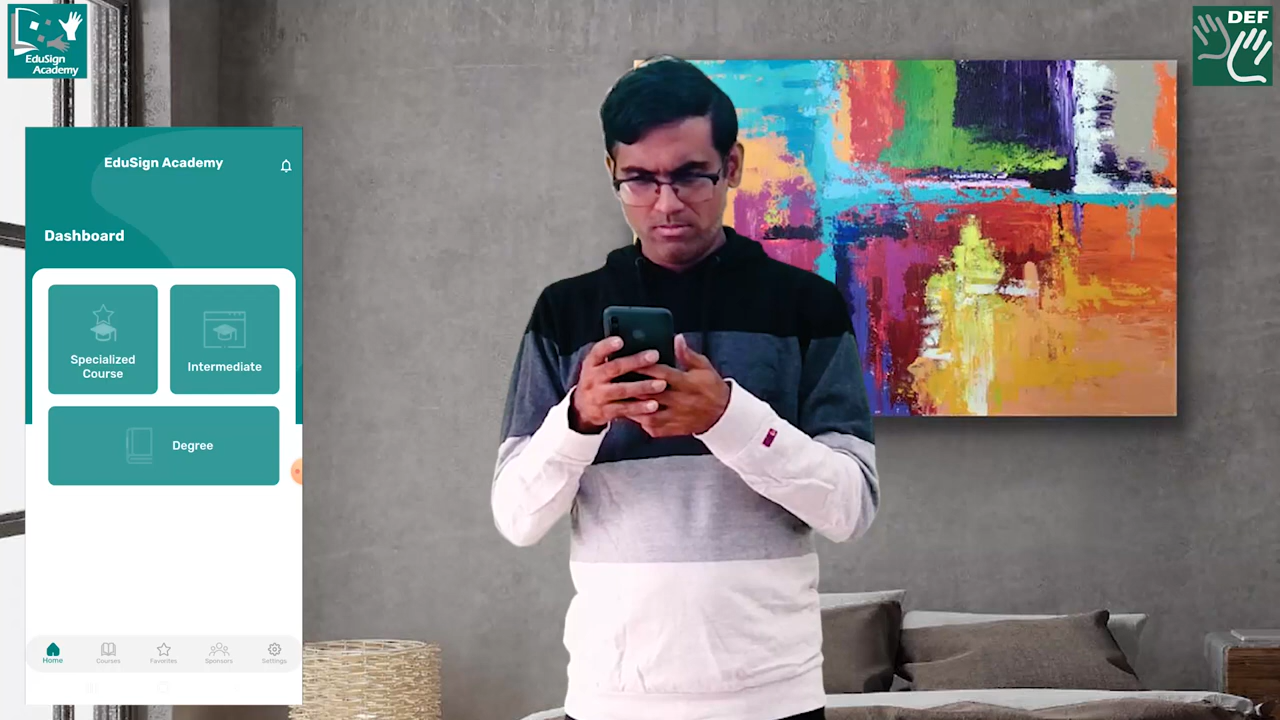 EduSign
Academy
DEF
EduSign Academy
Dashboard
Specialized
Course
Intermediate
Degree
Home
Courses
Favorites
Sponsors
Settings